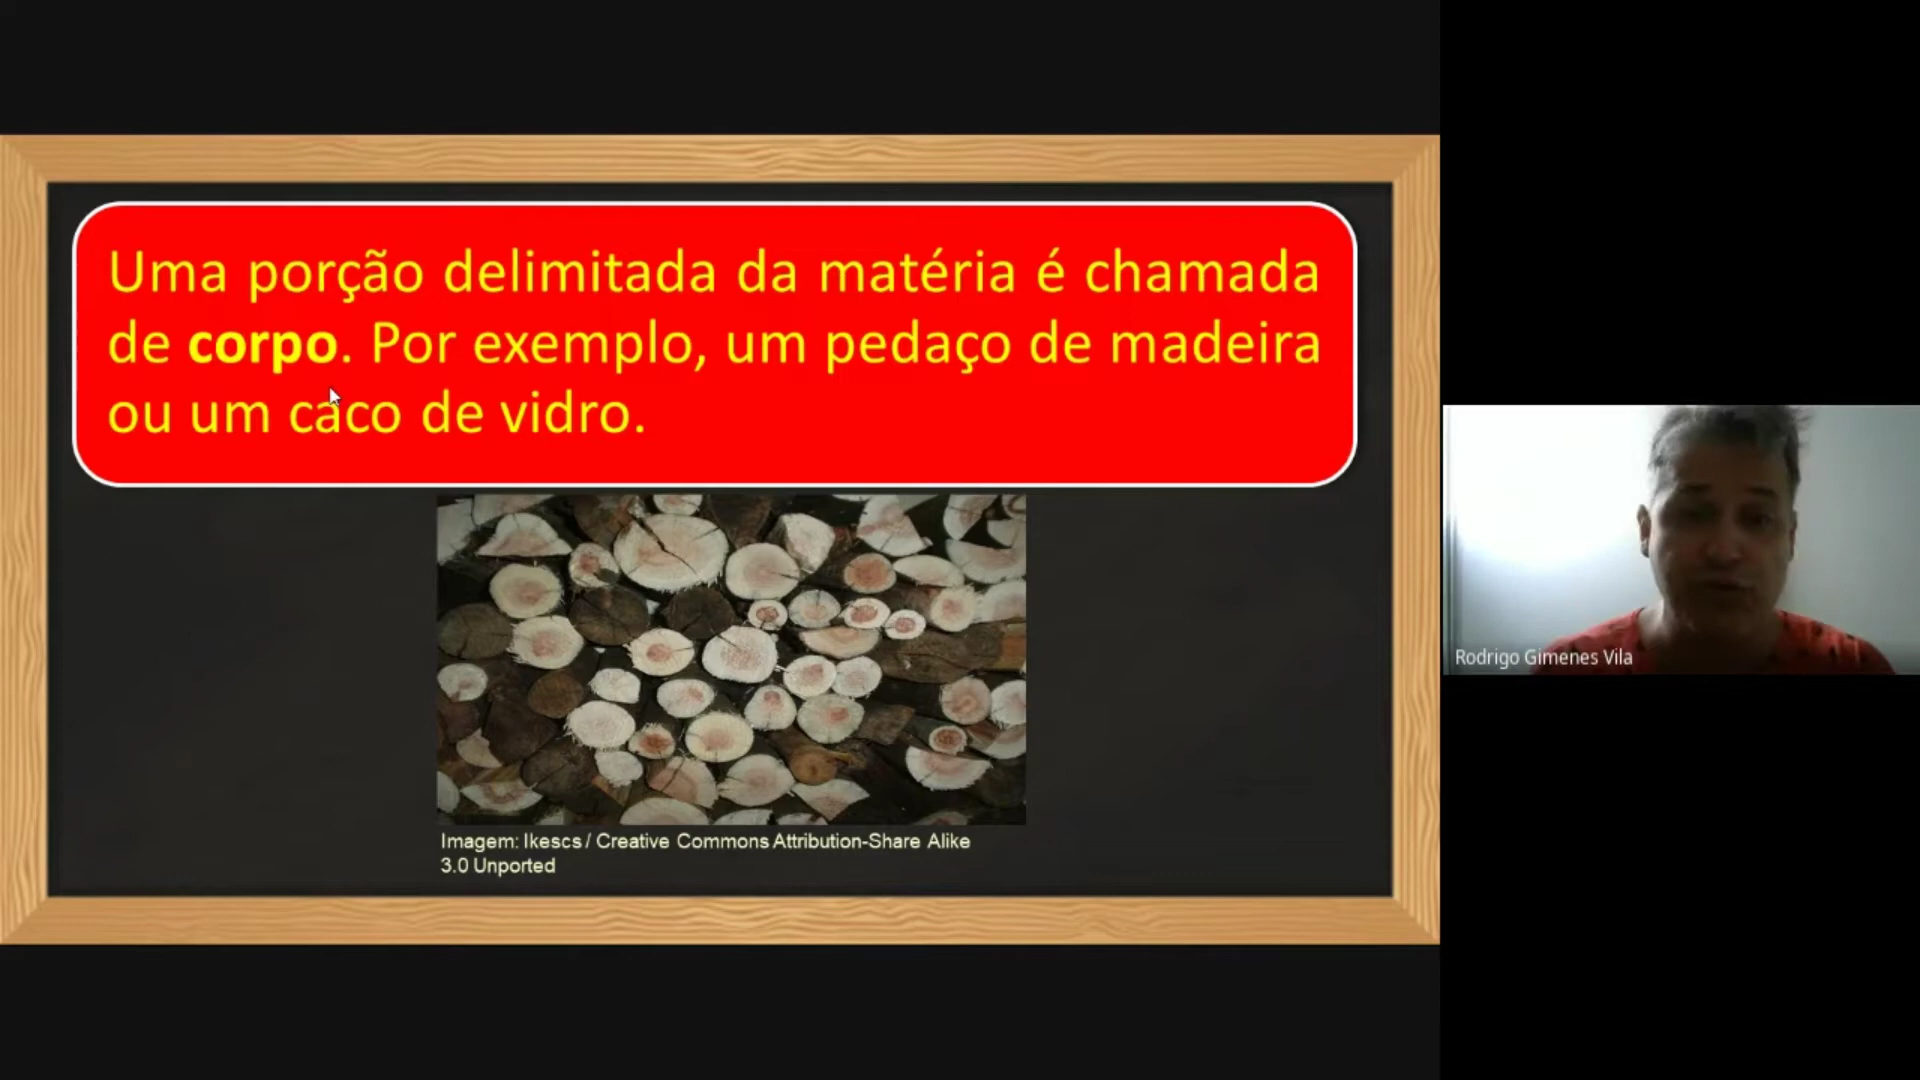 Uma porção delimitada da matéria é chamada
de corpo. Por exemplo, um pedaço de madeira
ou um caco de vidro.
Imagem: Ikescs / Creative Commons Attribution-Share Alike
3.0 Unported
Rodrigo Gimenes Vila